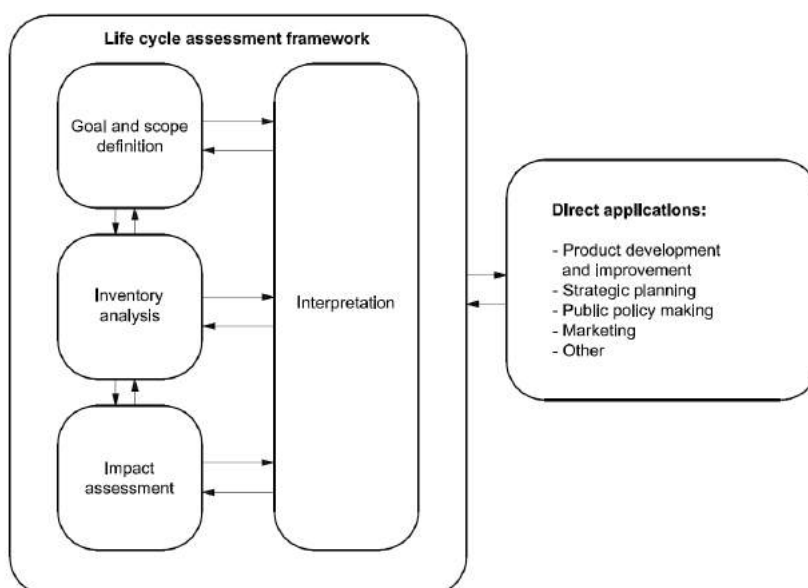 Life cycle assessment framework
Goal and scope
definition
Inventory
analysis
Impact
assessment
Interpretation
Direct applications:
- Product development
and improvement
- Strategic planning
- Public policy making
- Marketing
- Other